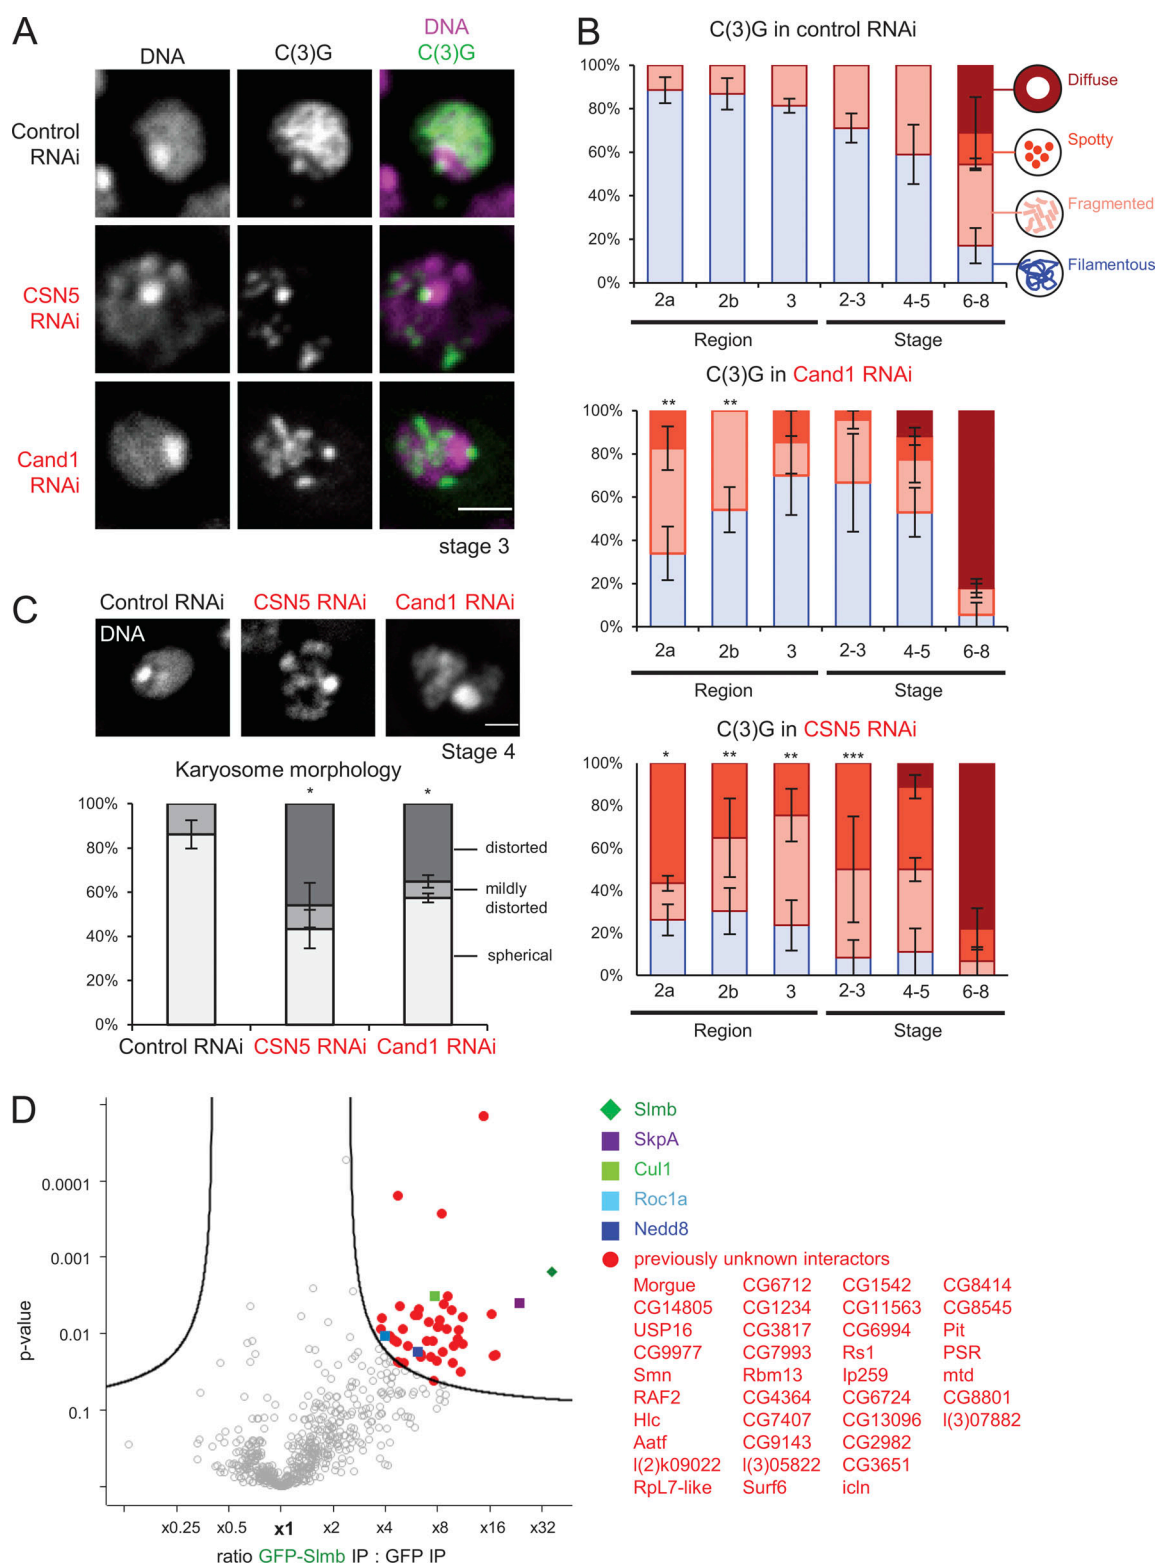 A
DNA
C(3)G
DNA
C(3)G
Control
RNAi
CSN5
RNAi
Cand1
RNAi
stage 3
B
C(3)G in control RNAi
100%
80%
60%
40%
20%
0%
2a
2b
3
2-3
4-5
6-8
Region
Stage
Diffuse
Spotty
Fragmented
Filamentous
C(3)G in Cand1 RNAi
** **
100%
80%
60%
40%
20%
0%
2a
2b
3
2-3
4-5
6-8
Region
Stage
C(3)G in CSN5 RNAi
* ** ** ***
100%
80%
60%
40%
20%
0%
2a
2b
3
2-3
4-5
6-8
Region
Stage
C
Control RNAi
CSN5 RNAi
Cand1 RNAi
DNA
Stage 4
Karyosome morphology
* *
100%
80%
60%
40%
20%
0%
distorted
mildly
distorted
spherical
Control RNAi
CSN5 RNAi
Cand1 RNAi
D
p-value
0.0001
0.001
0.01
0.1
x0.25
x0.5
x1
x2
x4
x8
x16
x32
ratio GFP-Slmb IP : GFP IP
Slmb
SkpA
Cul1
Roc1a
Nedd8
previously unknown interactors
Morgue CG6712 CG1542 CG8414
CG14805 CG1234 CG11563 CG8545
USP16 CG3817 CG6994 Pit
CG9977 CG7993 Rs1 PSR
Smn Rbm13 Ip259 mtd
RAF2 CG4364 CG6724 CG8801
Hlc CG7407 CG13096 l(3)07882
Aatf CG9143 CG2982
l(2)k09022 l(3)05822 CG3651
RpL7-like Surf6 icln